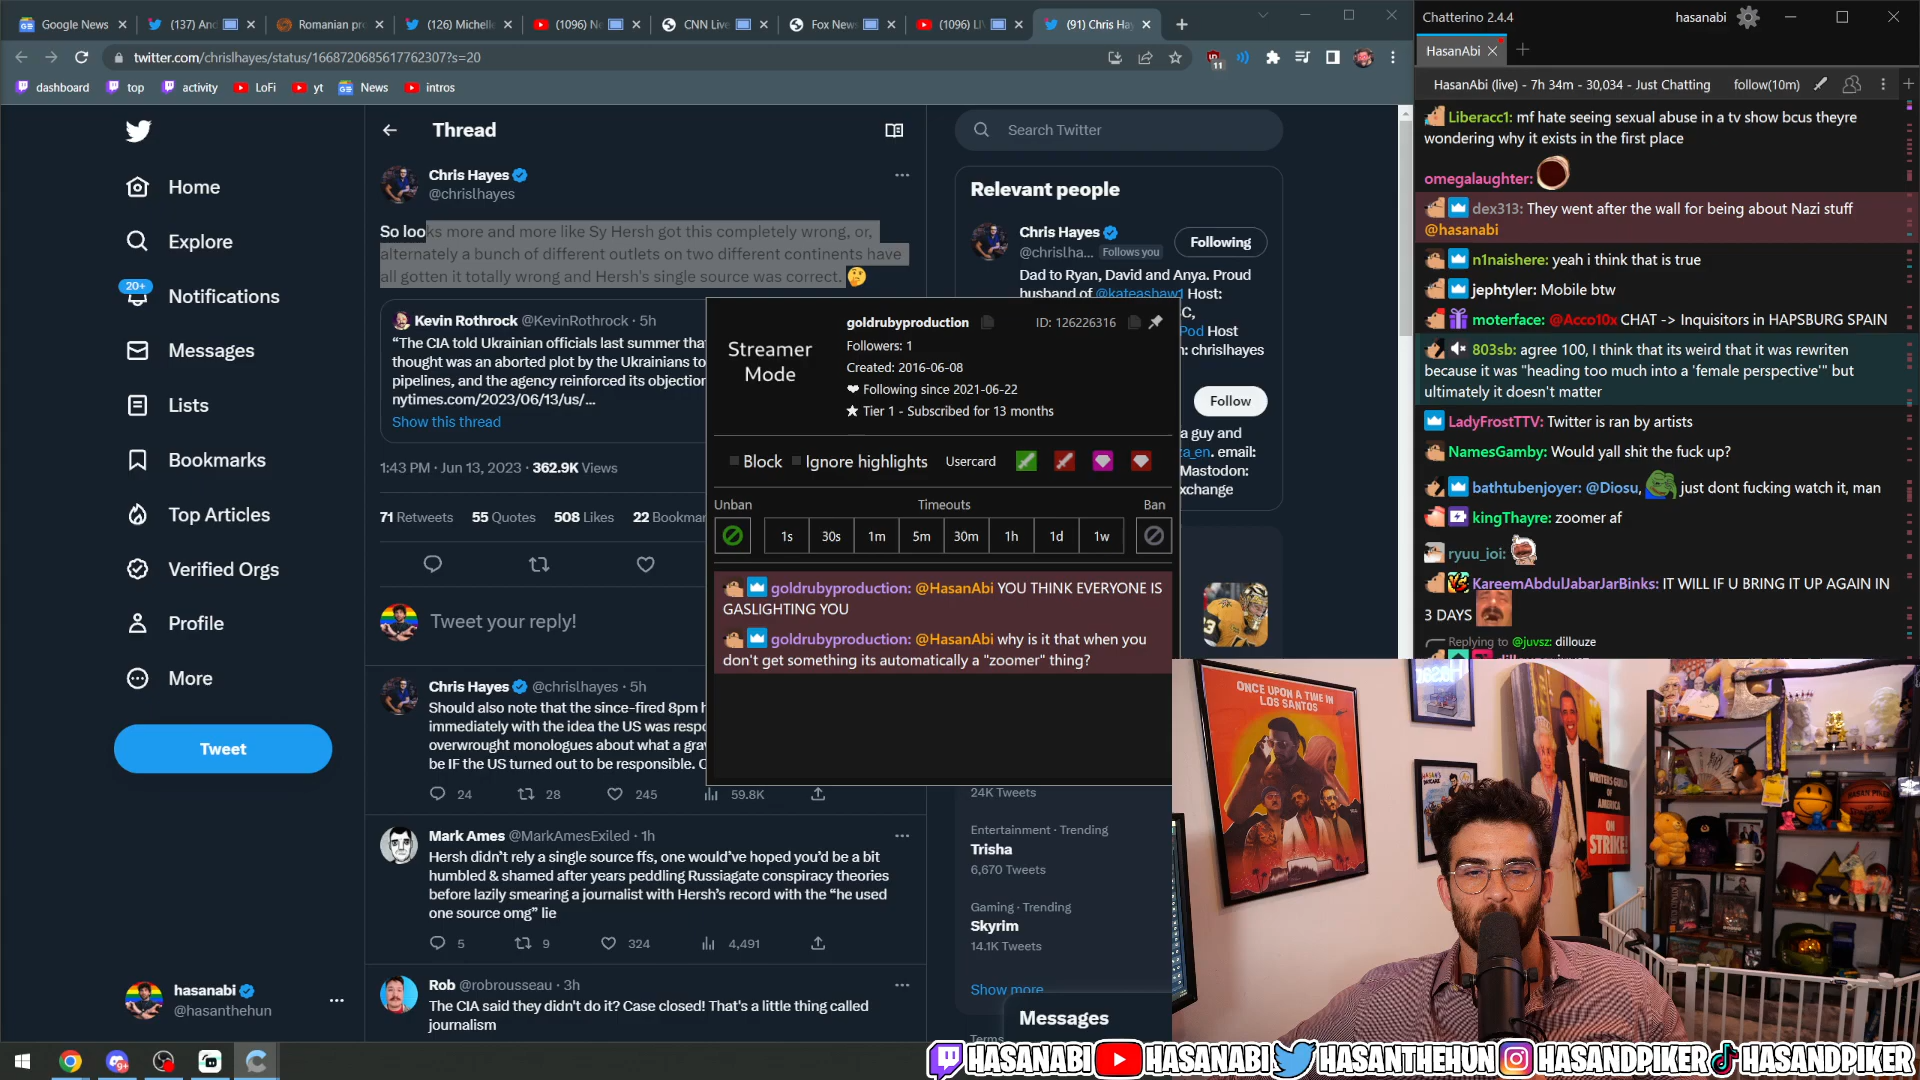 Google News
(137) And
Romanian pr
(126) Michelle
(1096) N
CNN Live
Fox News
(1096) LI
(91) Chris Ha
twitter.com/chrislhayes/status/1668720685617762307?s=20
11
dashboard
top
activity
LoFi
yt
News
intros
Home
Explore
20+
Notifications
Messages
Lists
Bookmarks
Top Articles
Verified Orgs
Profile
More
Tweet
hasanabi
@hasanthehun
Thread
Chris Hayes
@chrislhayes
So looks more and more like Sy Hersh got this completely wrong, or,
alternately a bunch of different outlets on two different continents have
all gotten it totally wrong and Hersh's single source was correct.
Kevin Rothrock @KevinRothrock · 5h
“The CIA told Ukrainian officials last summer that
thought was an aborted plot by the Ukrainians to
pipelines, and the agency reinforced its objection
nytimes.com/2023/06/13/us/...
Show this thread
1:43 PM · Jun 13, 2023 · 362.9K Views
71 Retweets 55 Quotes 508 Likes 22 Bookmar
Tweet your reply!
Chris Hayes @chrislhayes · 5h
Should also note that the since-fired 8pm h
immediately with the idea the US was respo
overwrought monologues about what a grav
be IF the US turned out to be responsible. C
24 28 245 59.8K
Mark Ames @MarkAmesExiled · 1h
Hersh didn’t rely a single source ffs, one would’ve hoped you’d be a bit
humbled & shamed after years peddling Russiagate conspiracy theories
before lazily smearing a journalist with Hersh’s record with the “he used
one source omg” lie
5 9 324 4,491
Rob @robrousseau · 3h
The CIA said they didn't do it? Case closed! That's a little thing called
journalism
Search Twitter
Relevant people
Chris Hayes
@chrislha... Follows you
Following
Dad to Ryan, David and Anya. Proud
husband of @kateashaw1 Host:
C,
Pod Host
n: chrislhayes
Follow
a guy and
za_en. email:
Mastodon:
xchange
24K Tweets
Entertainment · Trending
Trisha
6,670 Tweets
Gaming · Trending
Skyrim
14.1K Tweets
Show more
Terms
Messages
Streamer
Mode
goldrubyproduction
ID: 126226316
Followers: 1
Created: 2016-06-08
❤ Following since 2021-06-22
★ Tier 1 - Subscribed for 13 months
Block
Ignore highlights
Usercard
Unban
Timeouts
Ban
1s 30s 1m 5m 30m 1h 1d 1w
goldrubyproduction: @HasanAbi YOU THINK EVERYONE IS
GASLIGHTING YOU
goldrubyproduction: @HasanAbi why is it that when you
don't get something its automatically a "zoomer" thing?
Chatterino 2.4.4
hasanabi
HasanAbi
HasanAbi (live) - 7h 34m - 30,034 - Just Chatting
follow(10m)
Liberacc1: mf hate seeing sexual abuse in a tv show bcus theyre
wondering why it exists in the first place
omegalaughter:
dex313: They went after the wall for being about Nazi stuff
@hasanabi
n1naishere: yeah i think that is true
jephtyler: Mobile btw
moterface: @Acco10x CHAT -> Inquisitors in HAPSBURG SPAIN
803sb: agree 100, I think that its weird that it was rewriten
because it was "heading too much into a 'female perspective'" but
ultimately it doesn't matter
LadyFrostTTV: Twitter is ran by artists
NamesGamby: Would yall shit the fuck up?
bathtubenjoyer: @Diosu, just dont fucking watch it, man
kingThayre: zoomer af
ryuu_ioi:
KareemAbdulJabarJarBinks: IT WILL IF U BRING IT UP AGAIN IN
3 DAYS
Replying to @juvsz: dillouze
ONCE UPON A TIME IN
LOS SANTOS
WRITERS GUILD
OF
AMERICA
ON
STRIKE!
HASANABI HASANABI HASANTHEHUN HASANDPIKER HASANDPIKER